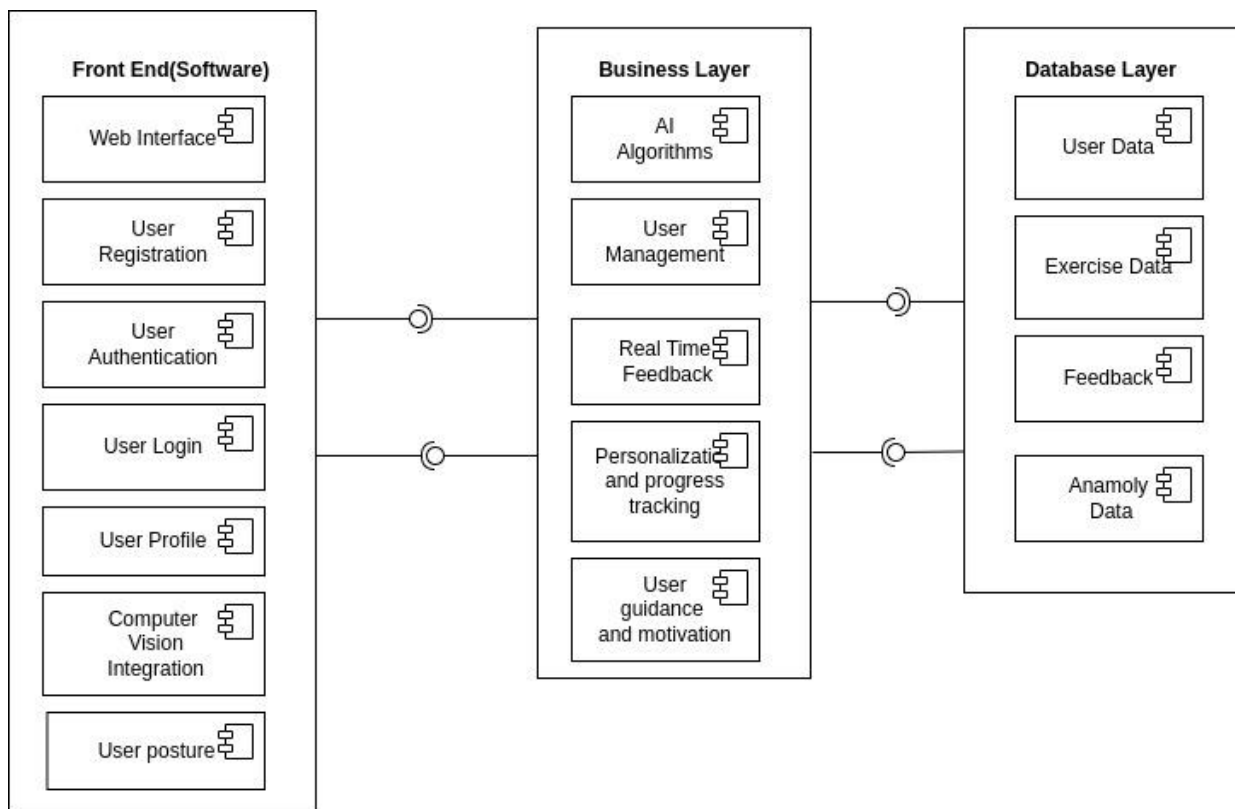 Front End(Software)
Web Interface
User
Registration
User
Authentication
User Login
User Profile
Computer
Vision
Integration
User posture
Business Layer
AI
Algorithms
User
Management
Real Time
Feedback
Personalizatic
and progress
tracking
User
guidance
and motivation
Database Layer
User Data
Exercise Data
Feedback
Anamoly
Data